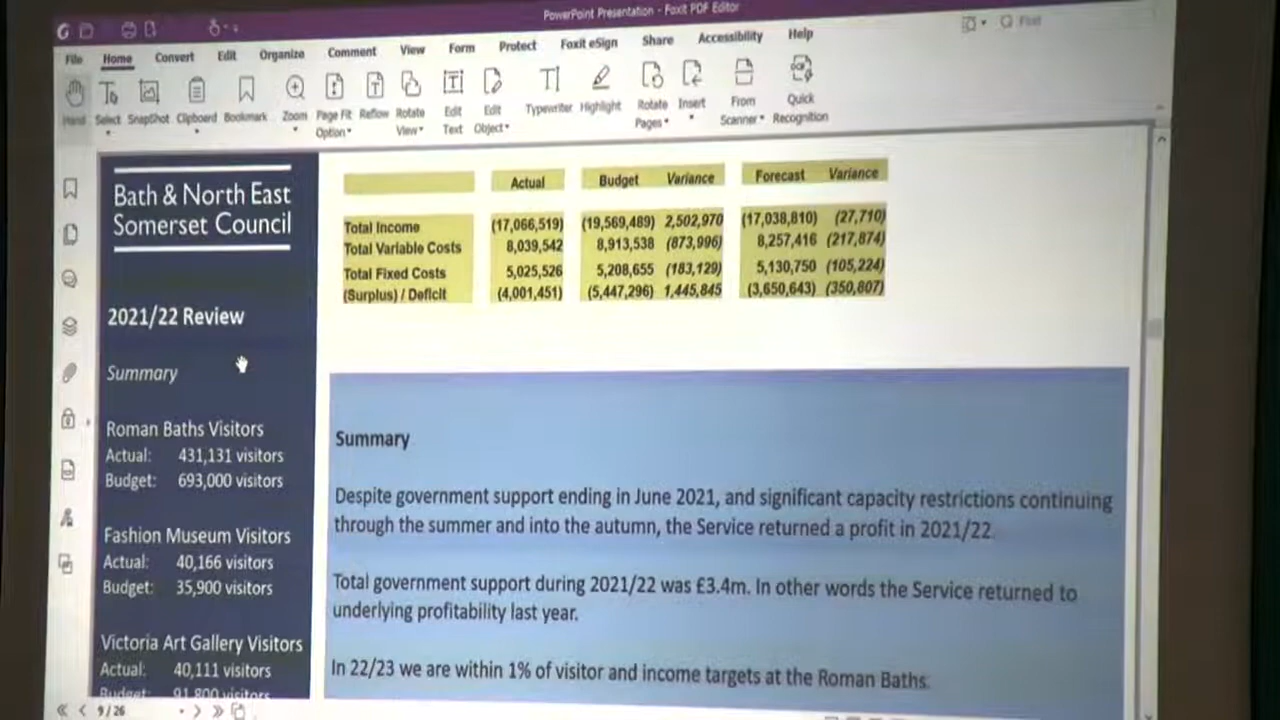 PowerPoint Presentation - Foxit PDF Editor
Find
File Home Convert Edit Organize Comment View Form Protect Foxit eSign Share Accessibility Help
Hand Select SnapShot Clipboard Bookmark Zoom Page Fit Option Reflow Rotate View Edit Text Edit Object Typewriter Highlight Rotate Pages Insert From Scanner Quick Recognition
Bath & North East
Somerset Council
2021/22 Review
Summary
Roman Baths Visitors
Actual: 431,131 visitors
Budget: 693,000 visitors
Fashion Museum Visitors
Actual: 40,166 visitors
Budget: 35,900 visitors
Victoria Art Gallery Visitors
Actual: 40,111 visitors
Budget: 91,800 visitors
Actual Budget Variance Forecast Variance
Total Income (17,066,519) (19,569,489) 2,502,970 (17,038,810) (27,710)
Total Variable Costs 8,039,542 8,913,538 (873,996) 8,257,416 (217,874)
Total Fixed Costs 5,025,526 5,208,655 (183,129) 5,130,750 (105,224)
(Surplus) / Deficit (4,001,451) (5,447,296) 1,445,845 (3,650,643) (350,807)
Summary
Despite government support ending in June 2021, and significant capacity restrictions continuing
through the summer and into the autumn, the Service returned a profit in 2021/22.
Total government support during 2021/22 was £3.4m. In other words the Service returned to
underlying profitability last year.
In 22/23 we are within 1% of visitor and income targets at the Roman Baths.
9 / 26